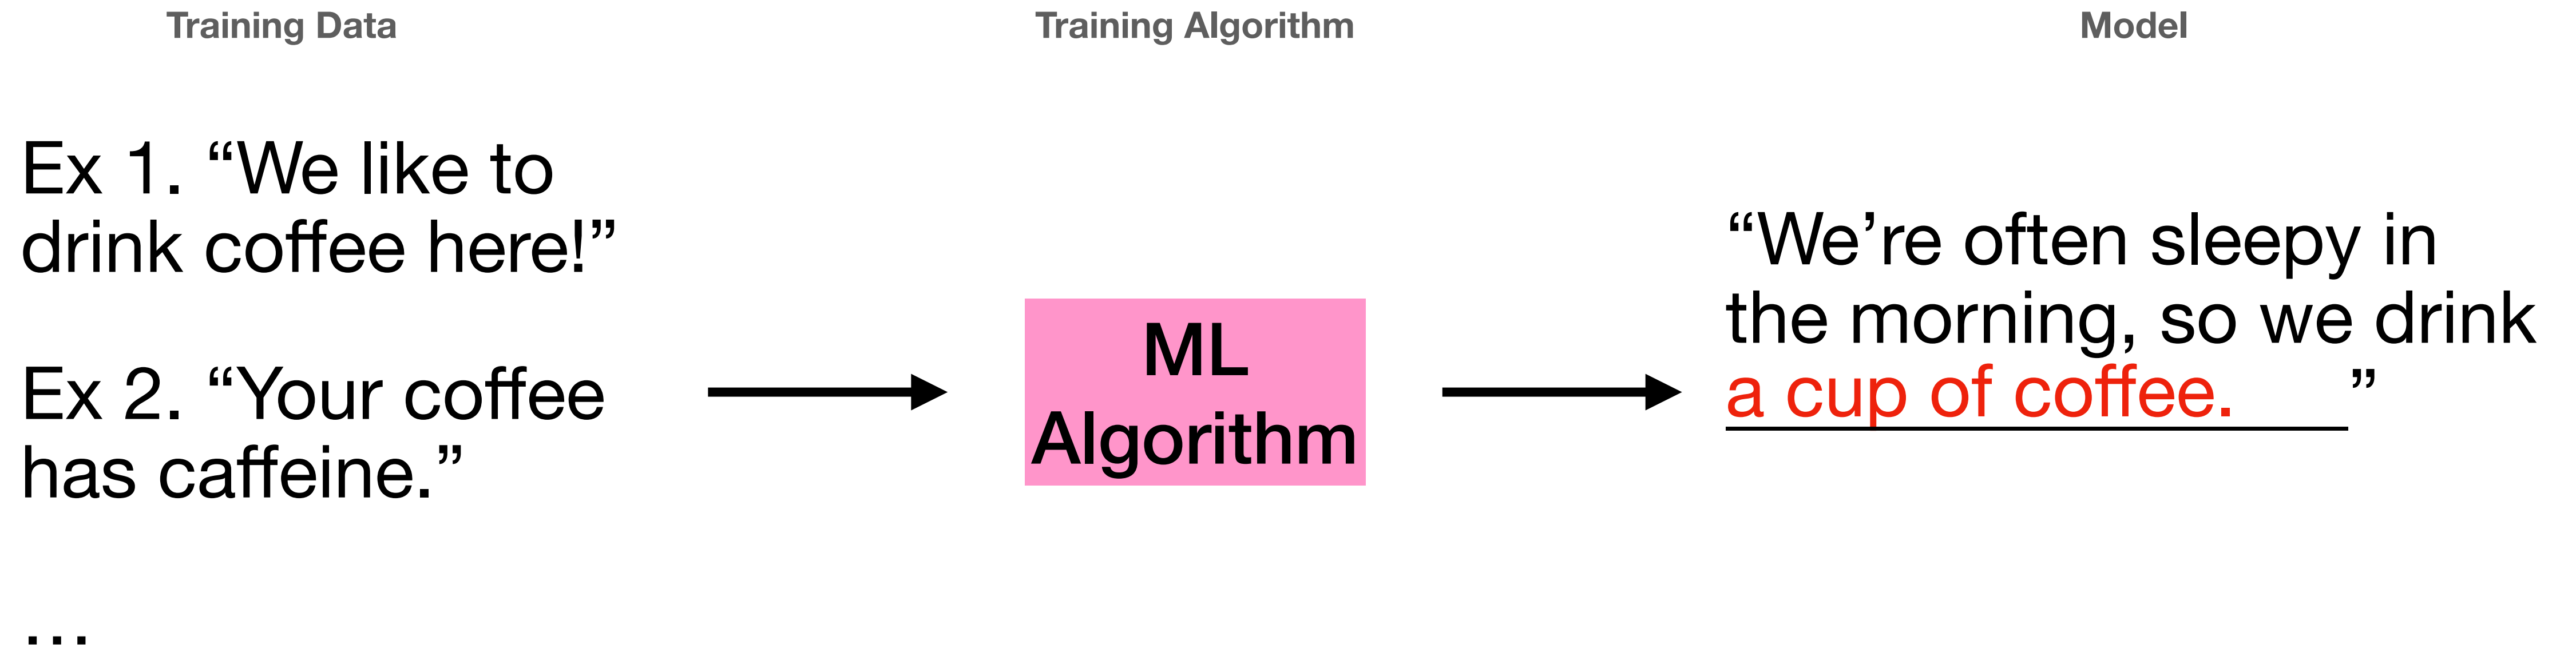 Training Data
Training Algorithm
Model
Ex 1. “We like to
drink coffee here!”
Ex 2. “Your coffee
has caffeine.”
…
ML
Algorithm
“We’re often sleepy in
the morning, so we drink
a cup of coffee. ”